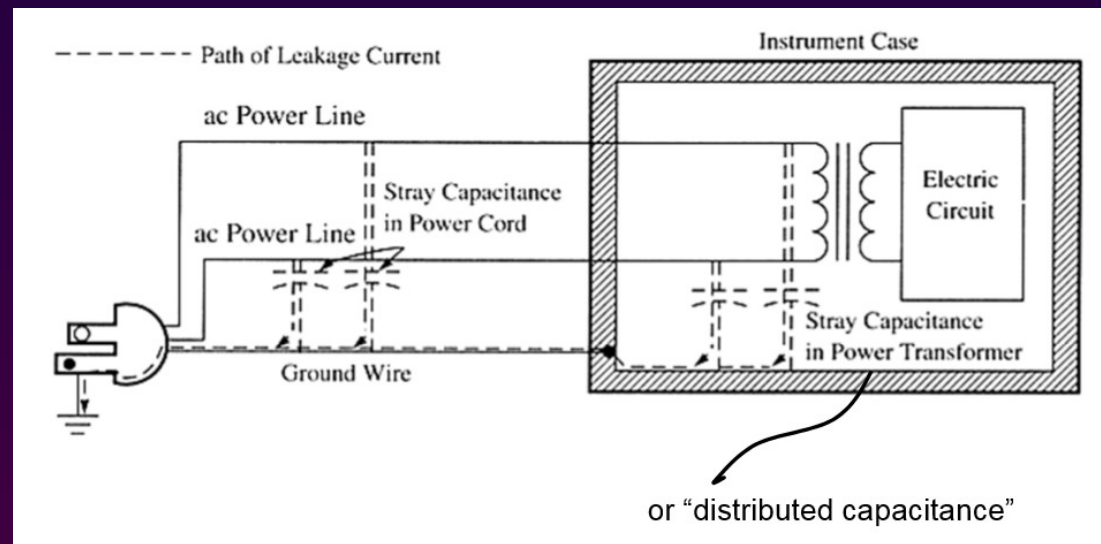 Instrument Case
Path of Leakage Current
ac Power Line
Stray Capacitance
in Power Cord
ac Power Line
Electric
Circuit
Stray Capacitance
in Power Transformer
Ground Wire
or “distributed capacitance”